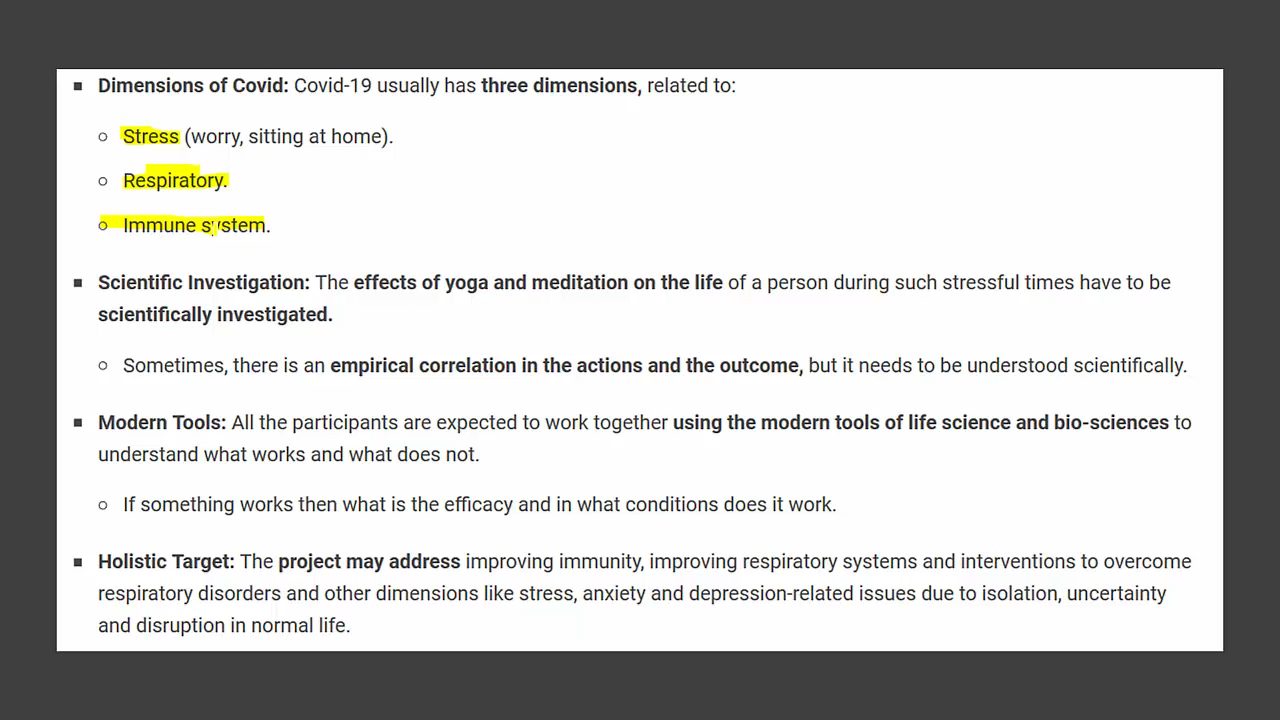 ▪ Dimensions of Covid: Covid-19 usually has three dimensions, related to:
○ Stress (worry, sitting at home).
○ Respiratory.
○ Immune system.
▪ Scientific Investigation: The effects of yoga and meditation on the life of a person during such stressful times have to be
scientifically investigated.
○ Sometimes, there is an empirical correlation in the actions and the outcome, but it needs to be understood scientifically.
▪ Modern Tools: All the participants are expected to work together using the modern tools of life science and bio-sciences to
understand what works and what does not.
○ If something works then what is the efficacy and in what conditions does it work.
▪ Holistic Target: The project may address improving immunity, improving respiratory systems and interventions to overcome
respiratory disorders and other dimensions like stress, anxiety and depression-related issues due to isolation, uncertainty
and disruption in normal life.